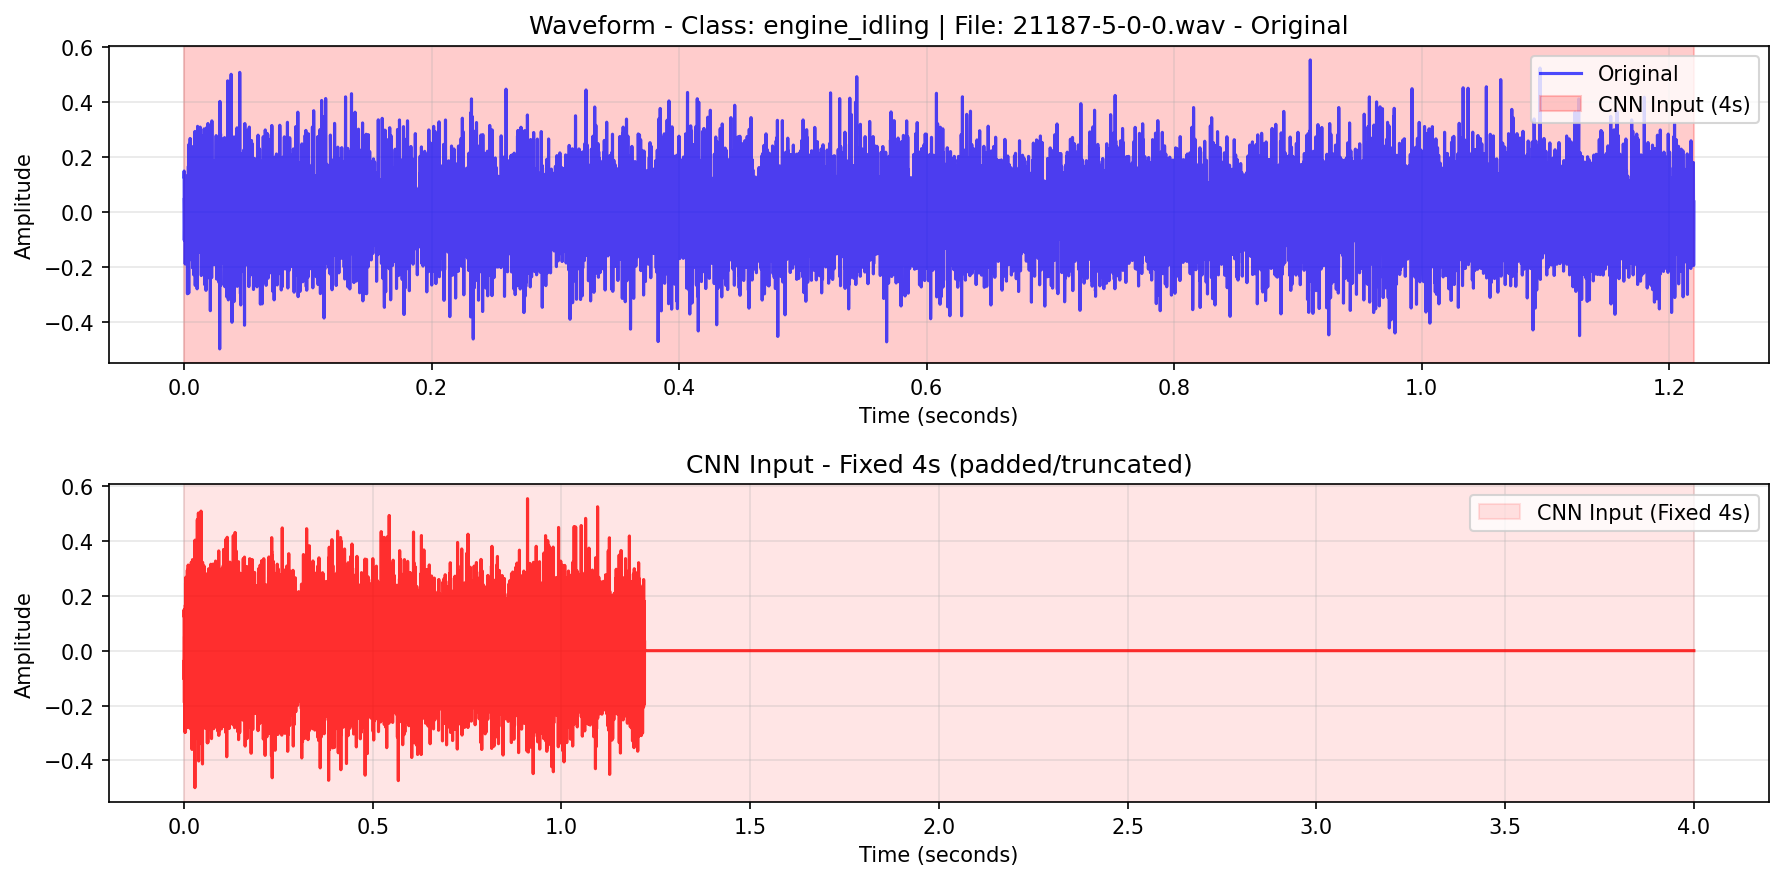 Waveform - Class: engine_idling | File: 21187-5-0-0.wav - Original
0.6
0.4
0.2
0.0
−0.2
−0.4
Amplitude
Original
CNN Input (4s)
0.0 0.2 0.4 0.6 0.8 1.0 1.2
Time (seconds)
CNN Input - Fixed 4s (padded/truncated)
0.6
0.4
0.2
0.0
−0.2
−0.4
Amplitude
CNN Input (Fixed 4s)
0.0 0.5 1.0 1.5 2.0 2.5 3.0 3.5 4.0
Time (seconds)